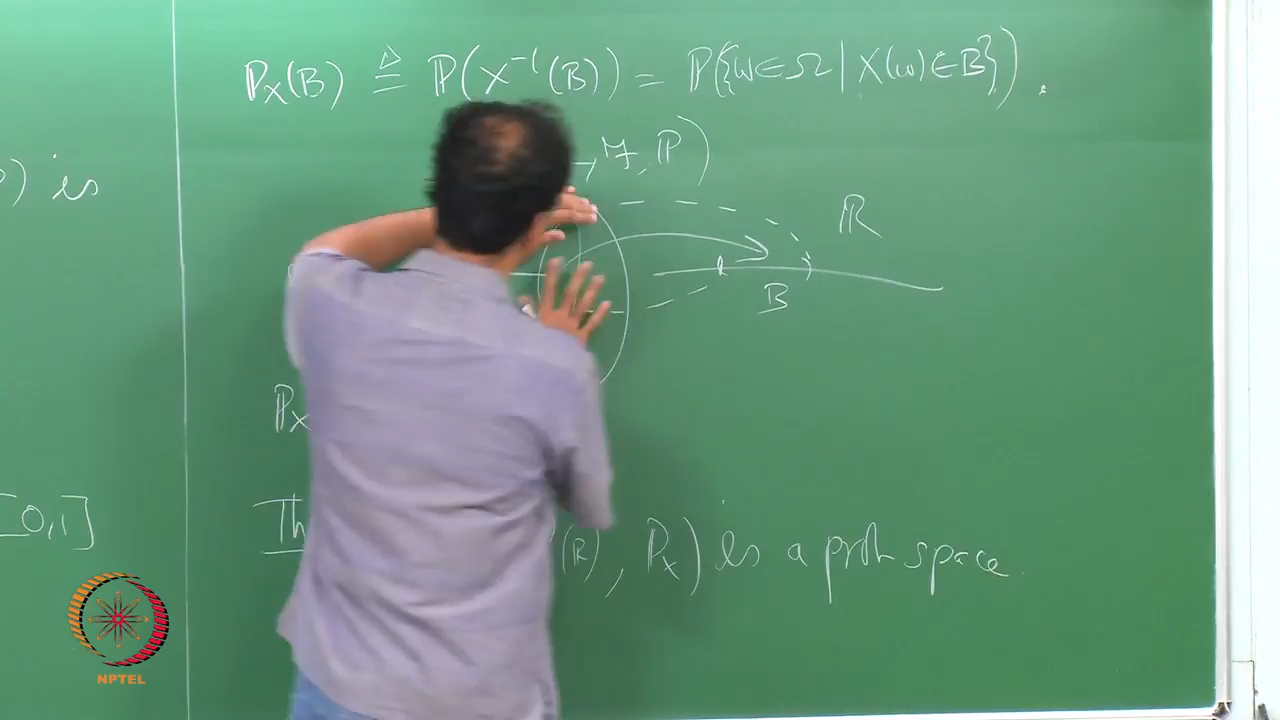 ℙ_X(B) ≜ ℙ(X⁻¹(B)) = ℙ({ω∈Ω | X(ω)∈B}).
ℱ, ℙ)
) is
ℝ
B
ℙ_X
[0,1]
Th
(ℝ), ℙ_X) is a prob space.
NPTEL